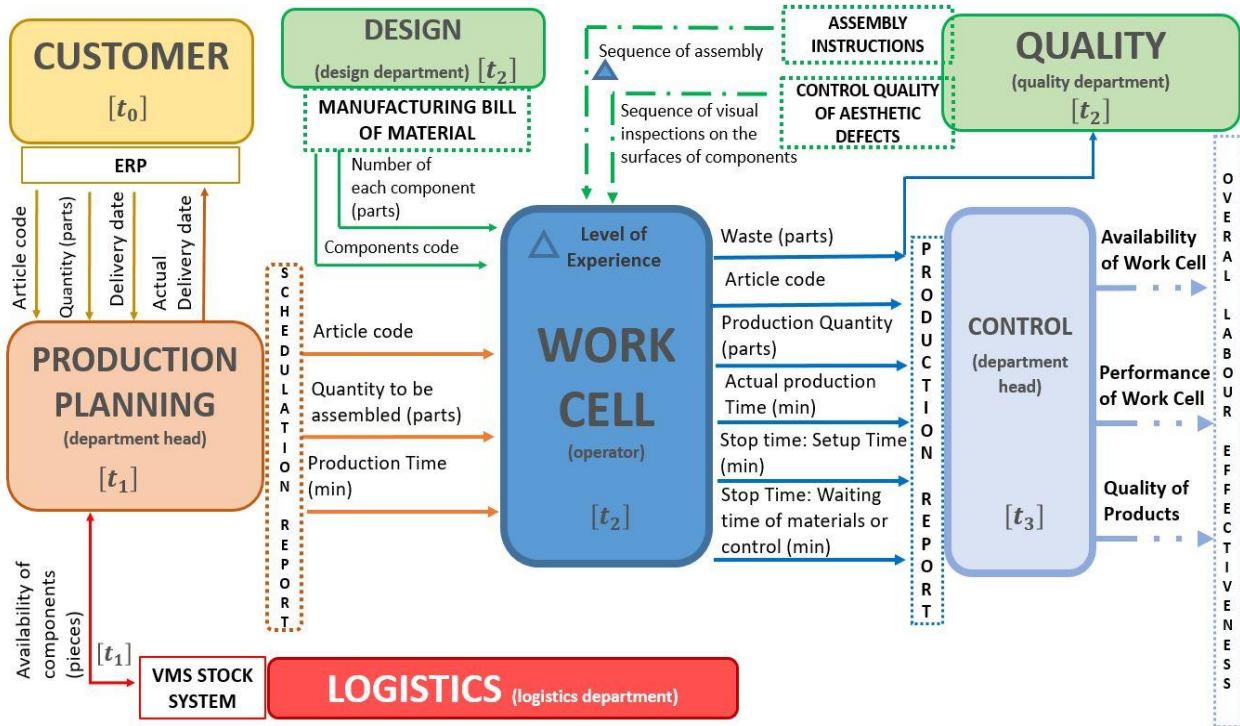 CUSTOMER
[t₀]
ERP
Article code
Quantity (parts)
Delivery date
Actual
Delivery date
PRODUCTION
PLANNING
(department head)
[t₁]
Availability of
components
(pieces)
[t₁]
VMS STOCK
SYSTEM
LOGISTICS (logistics department)
SCHEDULATION REPORT
DESIGN
(design department) [t₂]
MANUFACTURING BILL
OF MATERIAL
Number of
each component
(parts)
Components code
Article code
Quantity to be
assembled (parts)
Production Time
(min)
Sequence of assembly
Sequence of visual
inspections on the
surfaces of components
ASSEMBLY
INSTRUCTIONS
CONTROL QUALITY
OF AESTHETIC
DEFECTS
QUALITY
(quality department)
[t₂]
Level of
Experience
WORK
CELL
(operator)
[t₂]
Waste (parts)
Article code
Production Quantity
(parts)
Actual production
Time (min)
Stop time: Setup Time
(min)
Stop Time: Waiting
time of materials or
control (min)
PRODUCTION REPORT
CONTROL
(department
head)
[t₃]
Availability
of Work Cell
Performance
of Work Cell
Quality of
Products
OVERAL LABOUR EFFECTIVENESS